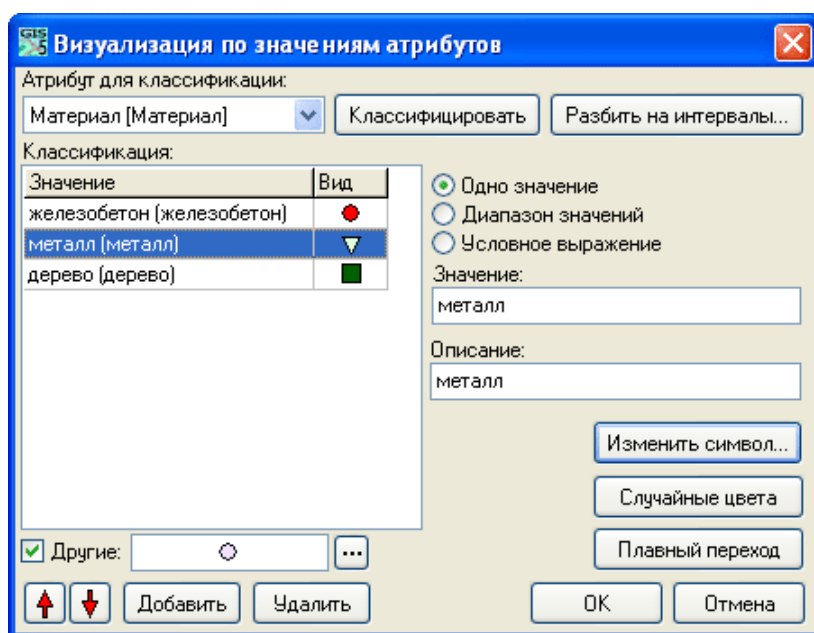 GIS 5 Визуализация по значениям атрибутов
Атрибут для классификации:
Материал [Материал] Классифицировать Разбить на интервалы...
Классификация:
Значение Вид
железобетон (железобетон)
металл (металл)
дерево (дерево)
Одно значение
Диапазон значений
Условное выражение
Значение:
металл
Описание:
металл
Изменить символ...
Случайные цвета
Плавный переход
Другие: ...
Добавить Удалить OK Отмена